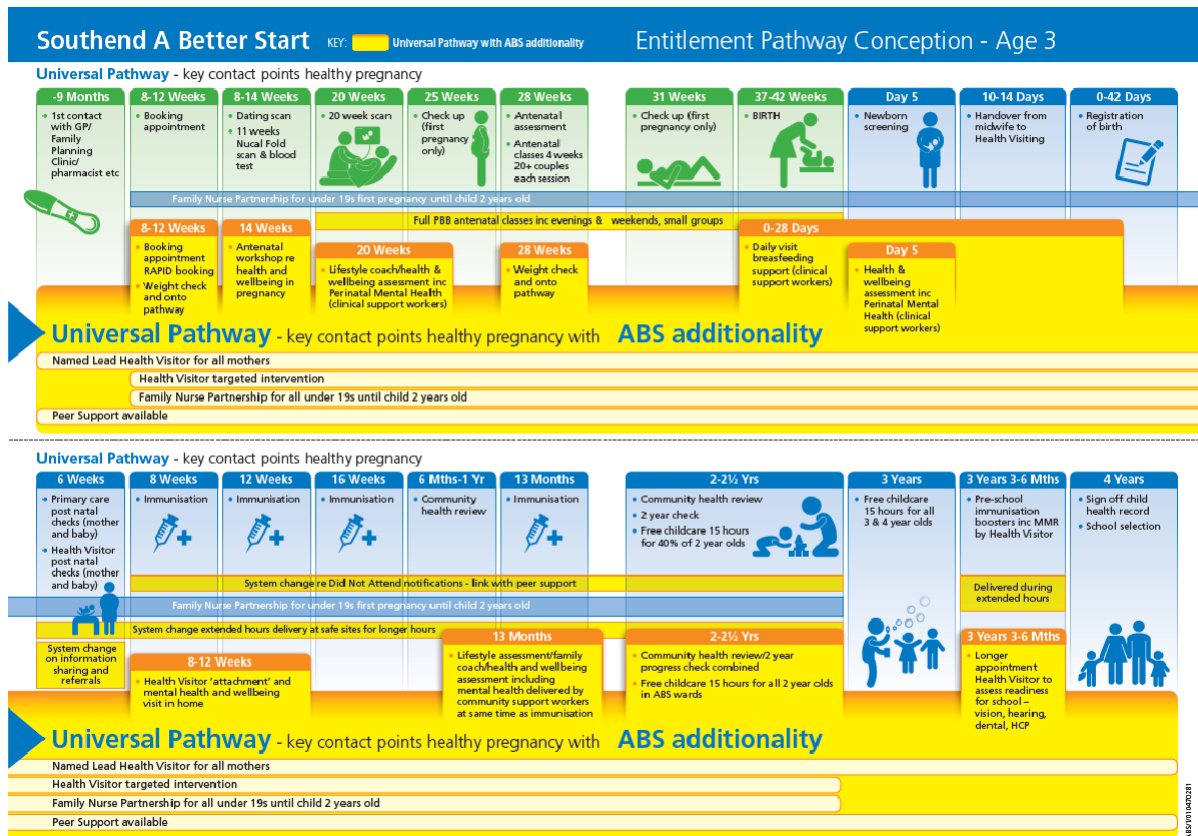 Southend A Better Start
KEY:
Universal Pathway with ABS additionality
Entitlement Pathway Conception - Age 3
Universal Pathway - key contact points healthy pregnancy
-9 Months
• 1st contact
with GP/
Family
Planning
Clinic/
pharmacist etc
8-12 Weeks
• Booking
appointment
8-14 Weeks
• Dating scan
• 11 weeks
Nucal Fold
scan & blood
test
20 Weeks
• 20 week scan
25 Weeks
• Check up
(first
pregnancy
only)
28 Weeks
• Antenatal
assessment
• Antenatal
classes 4 weeks
20+ couples
each session
31 Weeks
• Check up (first
pregnancy only)
37-42 Weeks
• BIRTH
Day 5
• Newborn
screening
10-14 Days
• Handover from
midwife to
Health Visiting
0-42 Days
• Registration
of birth
Family Nurse Partnership for under 19s first pregnancy until child 2 years old
Full PBB antenatal classes inc evenings & weekends, small groups
8-12 Weeks
• Booking
appointment
RAPID booking
• Weight check
and onto
pathway
14 Weeks
• Antenatal
workshop re
health and
wellbeing in
pregnancy
20 Weeks
• Lifestyle coach/health &
wellbeing assessment inc
Perinatal Mental Health
(clinical support workers)
28 Weeks
• Weight check
and onto
pathway
0-28 Days
• Daily visit
breasfeeding
support (clinical
support workers)
Day 5
• Health &
wellbeing
assessment inc
Perinatal Mental
Health (clinical
support workers)
Universal Pathway - key contact points healthy pregnancy with ABS additionality
Named Lead Health Visitor for all mothers
Health Visitor targeted intervention
Family Nurse Partnership for all under 19s until child 2 years old
Peer Support available
Universal Pathway - key contact points healthy pregnancy
6 Weeks
• Primary care
post natal
checks (mother
and baby)
• Health Visitor
post natal
checks (mother
and baby)
8 Weeks
• Immunisation
12 Weeks
• Immunisation
16 Weeks
• Immunisation
6 Mths-1 Yr
• Community
health review
13 Months
• Immunisation
2-2½ Yrs
• Community health review
• 2 year check
• Free childcare 15 hours
for 40% of 2 year olds
3 Years
• Free childcare
15 hours for all
3 & 4 year olds
3 Years 3-6 Mths
• Pre-school
immunisation
boosters inc MMR
by Health Visitor
4 Years
• Sign off child
health record
• School selection
System change re Did Not Attend notifications - link with peer support
Delivered during
extended hours
Family Nurse Partnership for under 19s first pregnancy until child 2 years old
System change extended hours delivery at safe sites for longer hours
System change
on information
sharing and
referrals
8-12 Weeks
• Health Visitor 'attachment' and
mental health and wellbeing
visit in home
13 Months
• Lifestyle assessment/family
coach/health and wellbeing
assessment including
mental health delivered by
community support workers
at same time as immunisation
2-2½ Yrs
• Community health review/2 year
progress check combined
• Free childcare 15 hours for all 2 year olds
in ABS wards
3 Years 3-6 Mths
• Longer
appointment
Health Visitor to
assess readiness
for school –
vision, hearing,
dental, HCP
Universal Pathway - key contact points healthy pregnancy with ABS additionality
Named Lead Health Visitor for all mothers
Health Visitor targeted intervention
Family Nurse Partnership for all under 19s until child 2 years old
Peer Support available